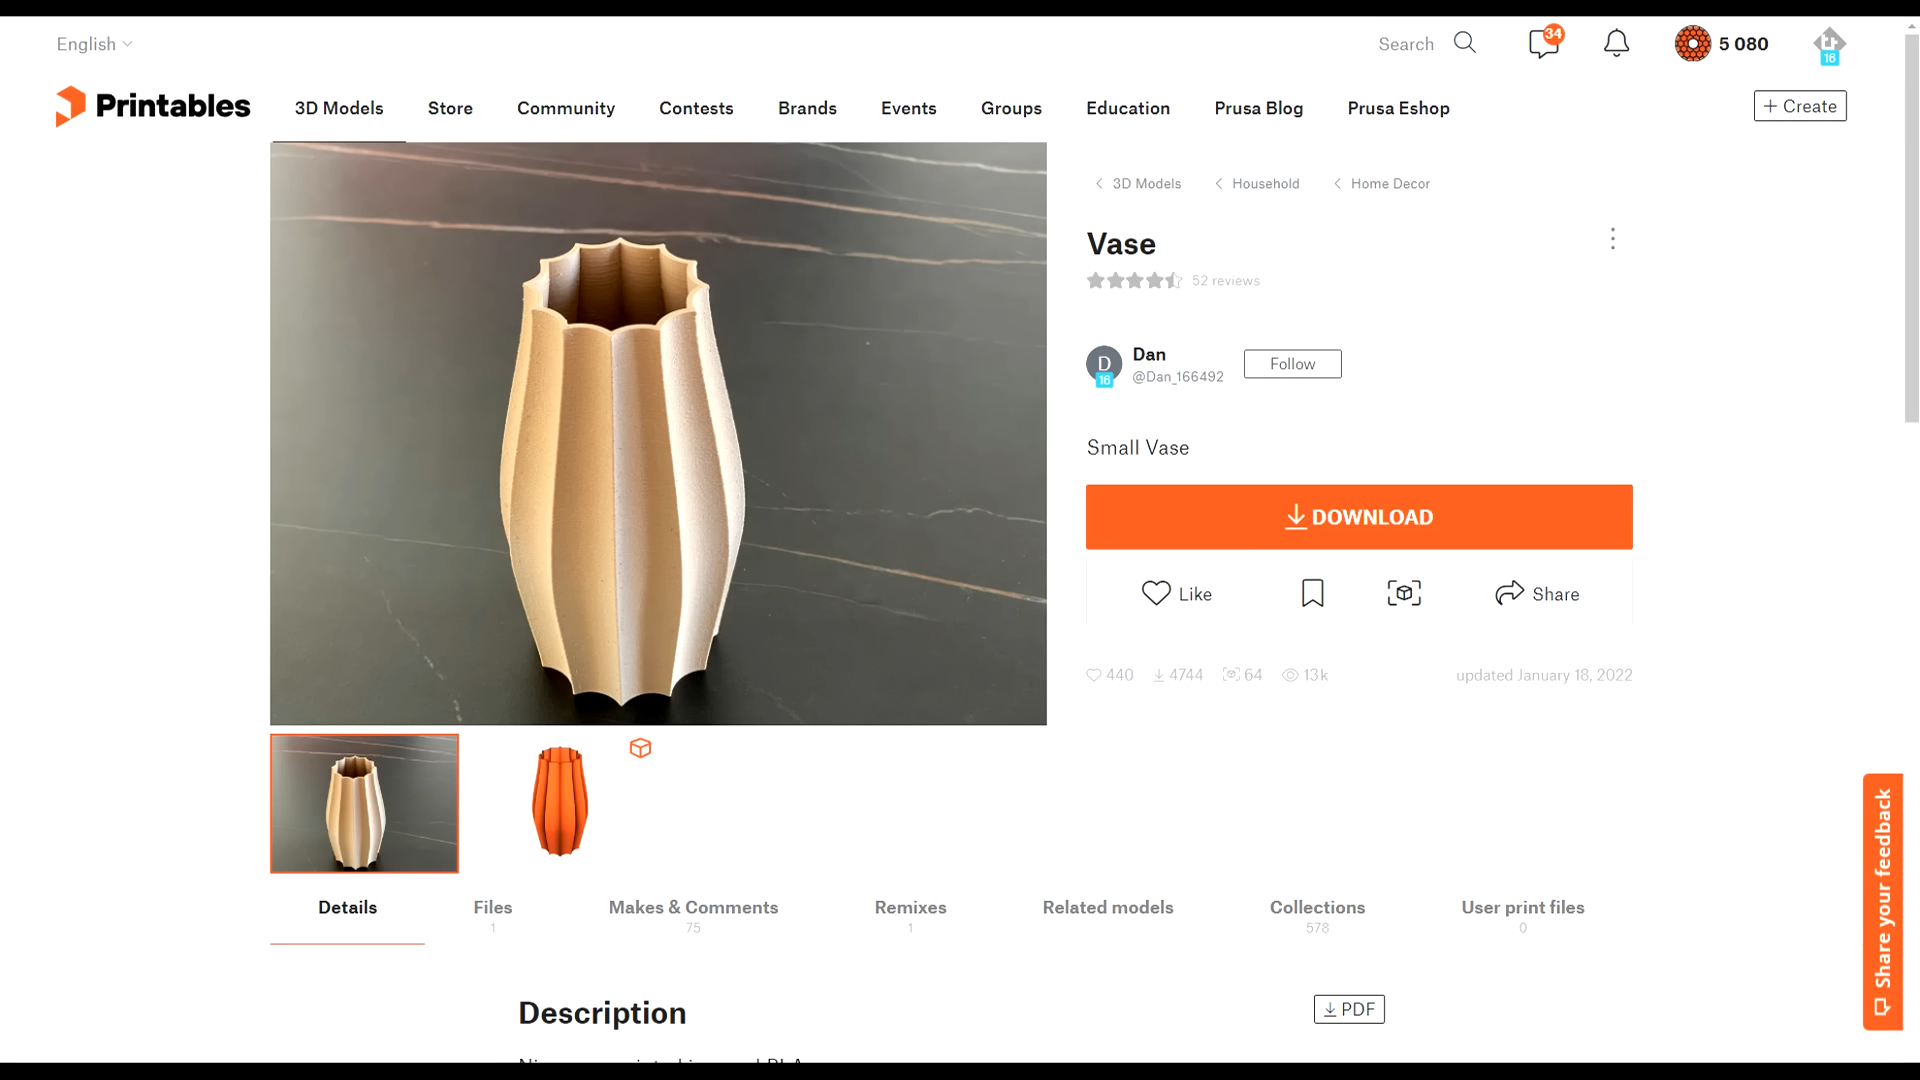 English
Search
34
5 080
16
Printables
3D Models
Store
Community
Contests
Brands
Events
Groups
Education
Prusa Blog
Prusa Eshop
+ Create
3D Models
Household
Home Decor
Vase
52 reviews
D
16
Dan
@Dan_166492
Follow
Small Vase
DOWNLOAD
Like
Share
440
4744
64
13k
updated January 18, 2022
Share your feedback
Details
Files
1
Makes & Comments
75
Remixes
1
Related models
Collections
578
User print files
0
Description
PDF